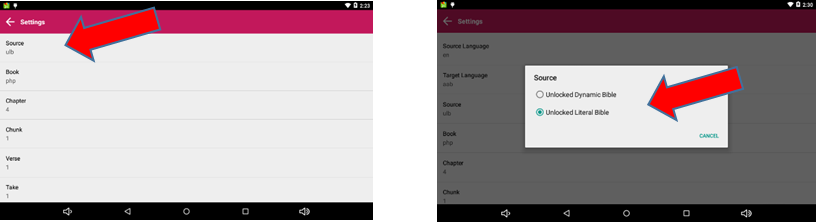 2:23
Settings
Source
ulb
Book
php
Chapter
4
Chunk
1
Verse
1
Take
1
2:30
Settings
Source Language
en
Target Language
Source
ulb
Book
php
Chapter
4
Chunk
1
Source
Unlocked Dynamic Bible
Unlocked Literal Bible
CANCEL